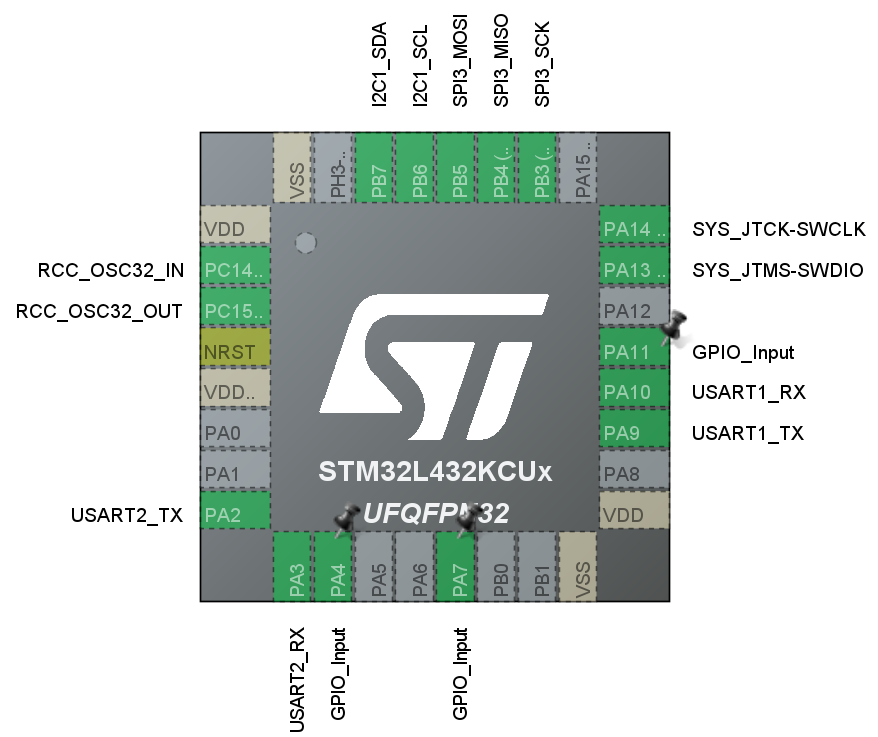 I2C1_SDA
I2C1_SCL
SPI3_MOSI
SPI3_MISO
SPI3_SCK
VSS
PH3-..
PB7
PB6
PB5
PB4 (..
PB3 (..
PA15 ..
VDD
RCC_OSC32_IN PC14..
RCC_OSC32_OUT PC15..
NRST
VDD..
PA0
PA1
USART2_TX PA2
PA14 .. SYS_JTCK-SWCLK
PA13 .. SYS_JTMS-SWDIO
PA12
PA11 GPIO_Input
PA10 USART1_RX
PA9 USART1_TX
PA8
VDD
ST
STM32L432KCUx
UFQFPN32
PA3
PA4
PA5
PA6
PA7
PB0
PB1
VSS
USART2_RX
GPIO_Input
GPIO_Input